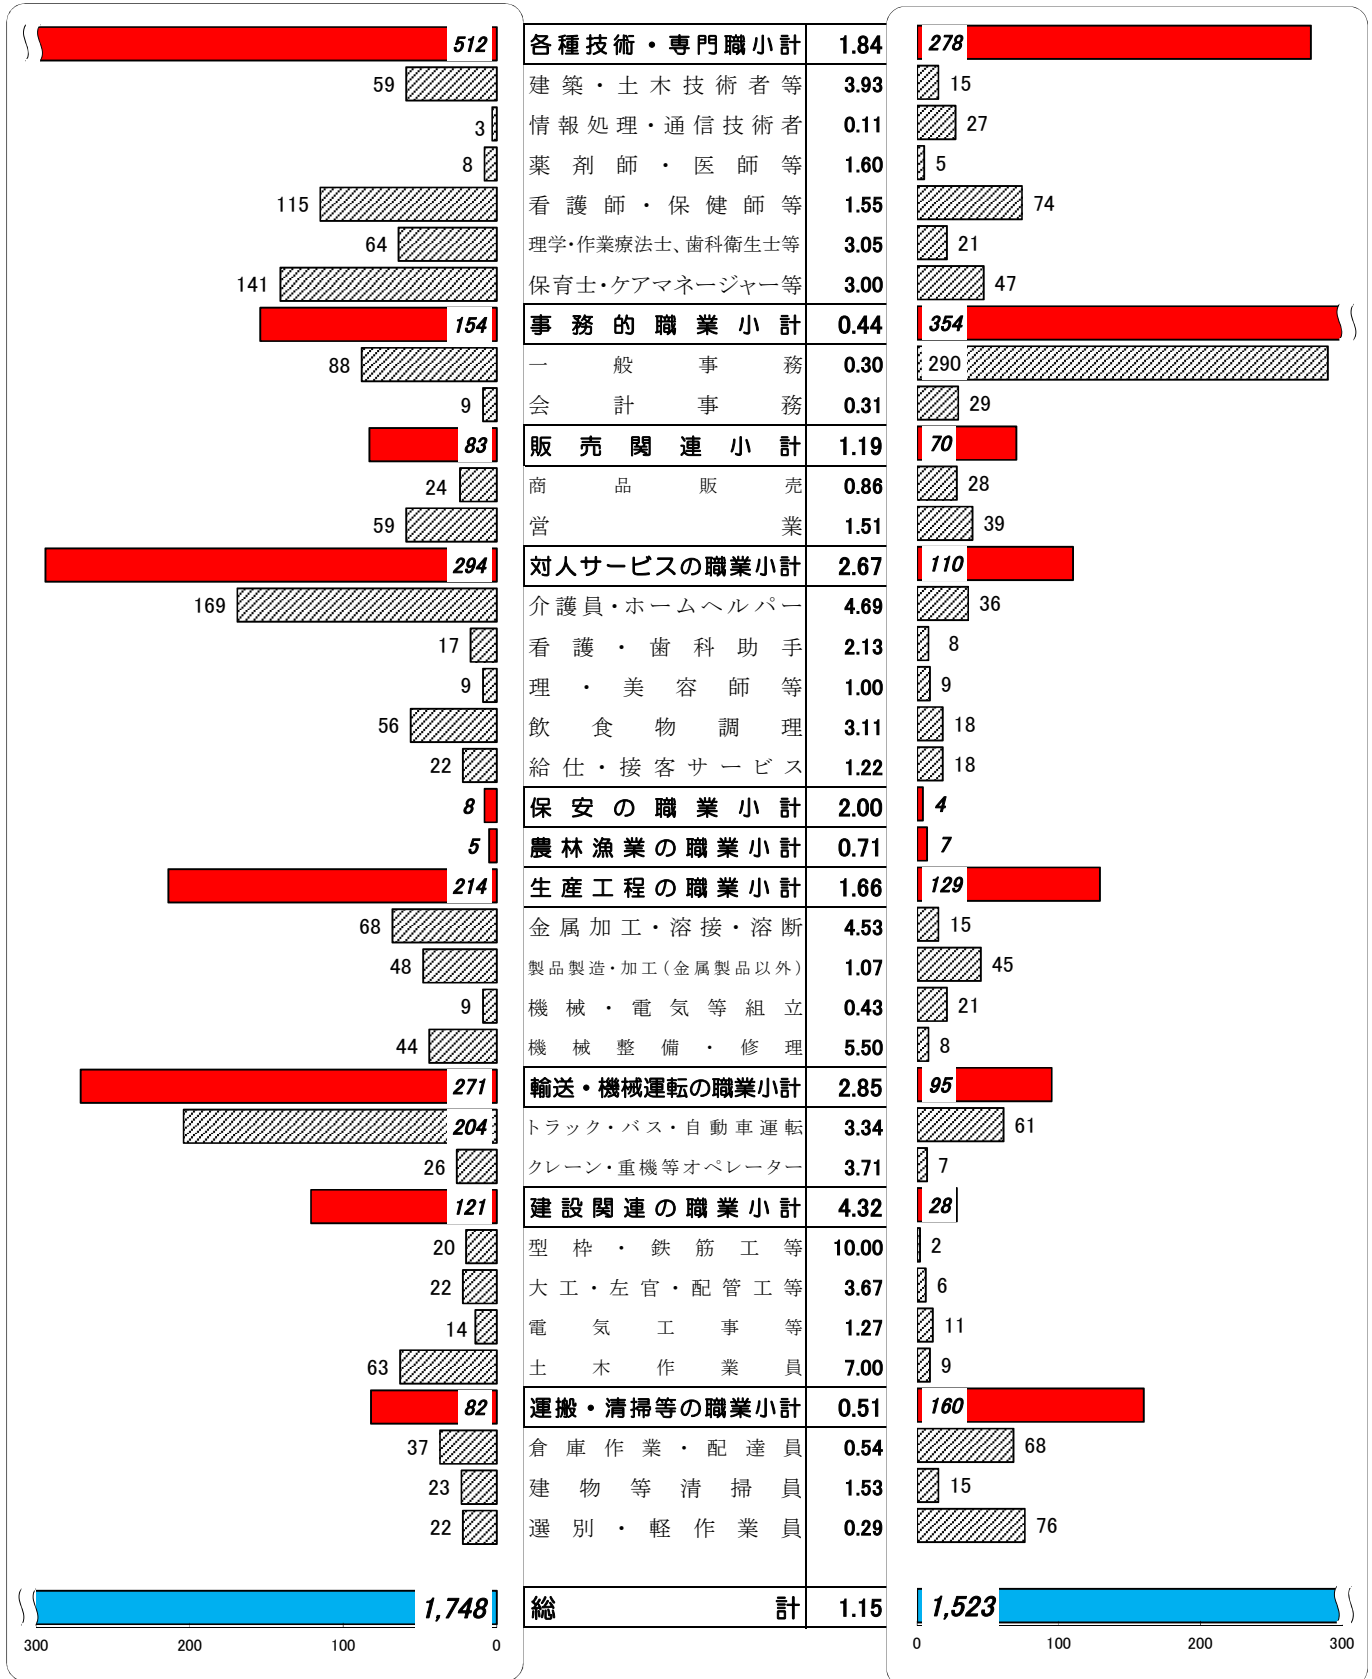 512 各種技術・専門職小計 1.84 278
59 建築・土木技術者等 3.93 15
3 情報処理・通信技術者 0.11 27
8 薬剤師・医師等 1.60 5
115 看護師・保健師等 1.55 74
64 理学・作業療法士、歯科衛生士等 3.05 21
141 保育士・ケアマネージャー等 3.00 47
154 事務的職業小計 0.44 354
88 一般事務 0.30 290
9 会計事務 0.31 29
83 販売関連小計 1.19 70
24 商品販売 0.86 28
59 営業 1.51 39
294 対人サービスの職業小計 2.67 110
169 介護員・ホームヘルパー 4.69 36
17 看護・歯科助手 2.13 8
9 理・美容師等 1.00 9
56 飲食物調理 3.11 18
22 給仕・接客サービス 1.22 18
8 保安の職業小計 2.00 4
5 農林漁業の職業小計 0.71 7
214 生産工程の職業小計 1.66 129
68 金属加工・溶接・溶断 4.53 15
48 製品製造・加工(金属製品以外) 1.07 45
9 機械・電気等組立 0.43 21
44 機械整備・修理 5.50 8
271 輸送・機械運転の職業小計 2.85 95
204 トラック・バス・自動車運転 3.34 61
26 クレーン・重機等オペレーター 3.71 7
121 建設関連の職業小計 4.32 28
20 型枠・鉄筋工等 10.00 2
22 大工・左官・配管工等 3.67 6
14 電気工事等 1.27 11
63 土木作業員 7.00 9
82 運搬・清掃等の職業小計 0.51 160
37 倉庫作業・配達員 0.54 68
23 建物等清掃員 1.53 15
22 選別・軽作業員 0.29 76
1,748 総計 1.15 1,523
300 200 100 0 0 100 200 300